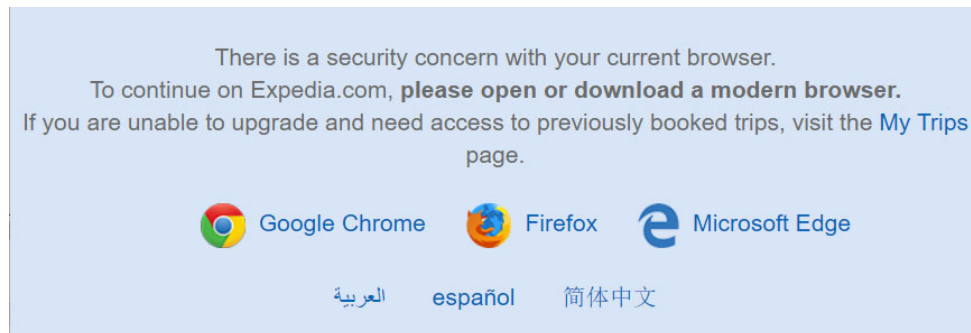 There is a security concern with your current browser.
To continue on Expedia.com, please open or download a modern browser.
If you are unable to upgrade and need access to previously booked trips, visit the My Trips
page.
Google Chrome Firefox Microsoft Edge
العربية español 简体中文